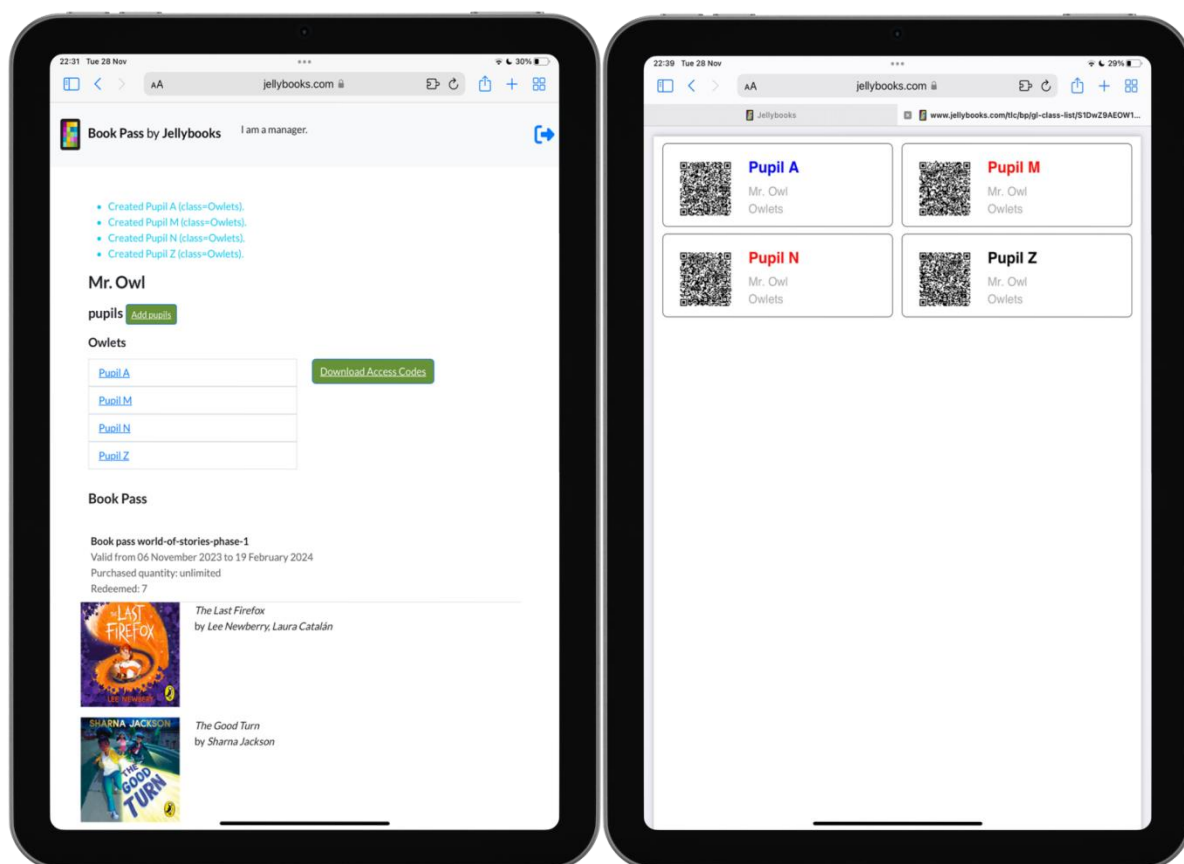 22:31 Tue 28 Nov
30%
AA
jellybooks.com
Book Pass by Jellybooks
I am a manager.
Created Pupil A (class=Owlets).
Created Pupil M (class=Owlets).
Created Pupil N (class=Owlets).
Created Pupil Z (class=Owlets).
Mr. Owl
pupils Add pupils
Owlets
Pupil A
Download Access Codes
Pupil M
Pupil N
Pupil Z
Book Pass
Book pass world-of-stories-phase-1
Valid from 06 November 2023 to 19 February 2024
Purchased quantity: unlimited
Redeemed: 7
THE LAST
FIREFOX
LEE NEWBERY
The Last Firefox
by Lee Newberry, Laura Catalán
SHARNA JACKSON
THE
GOOD
TURN
The Good Turn
by Sharna Jackson
22:39 Tue 28 Nov
29%
AA
jellybooks.com
Jellybooks
www.jellybooks.com/tlc/bp/gl-class-list/S1DwZ9AEOW1...
Pupil A
Mr. Owl
Owlets
Pupil M
Mr. Owl
Owlets
Pupil N
Mr. Owl
Owlets
Pupil Z
Mr. Owl
Owlets